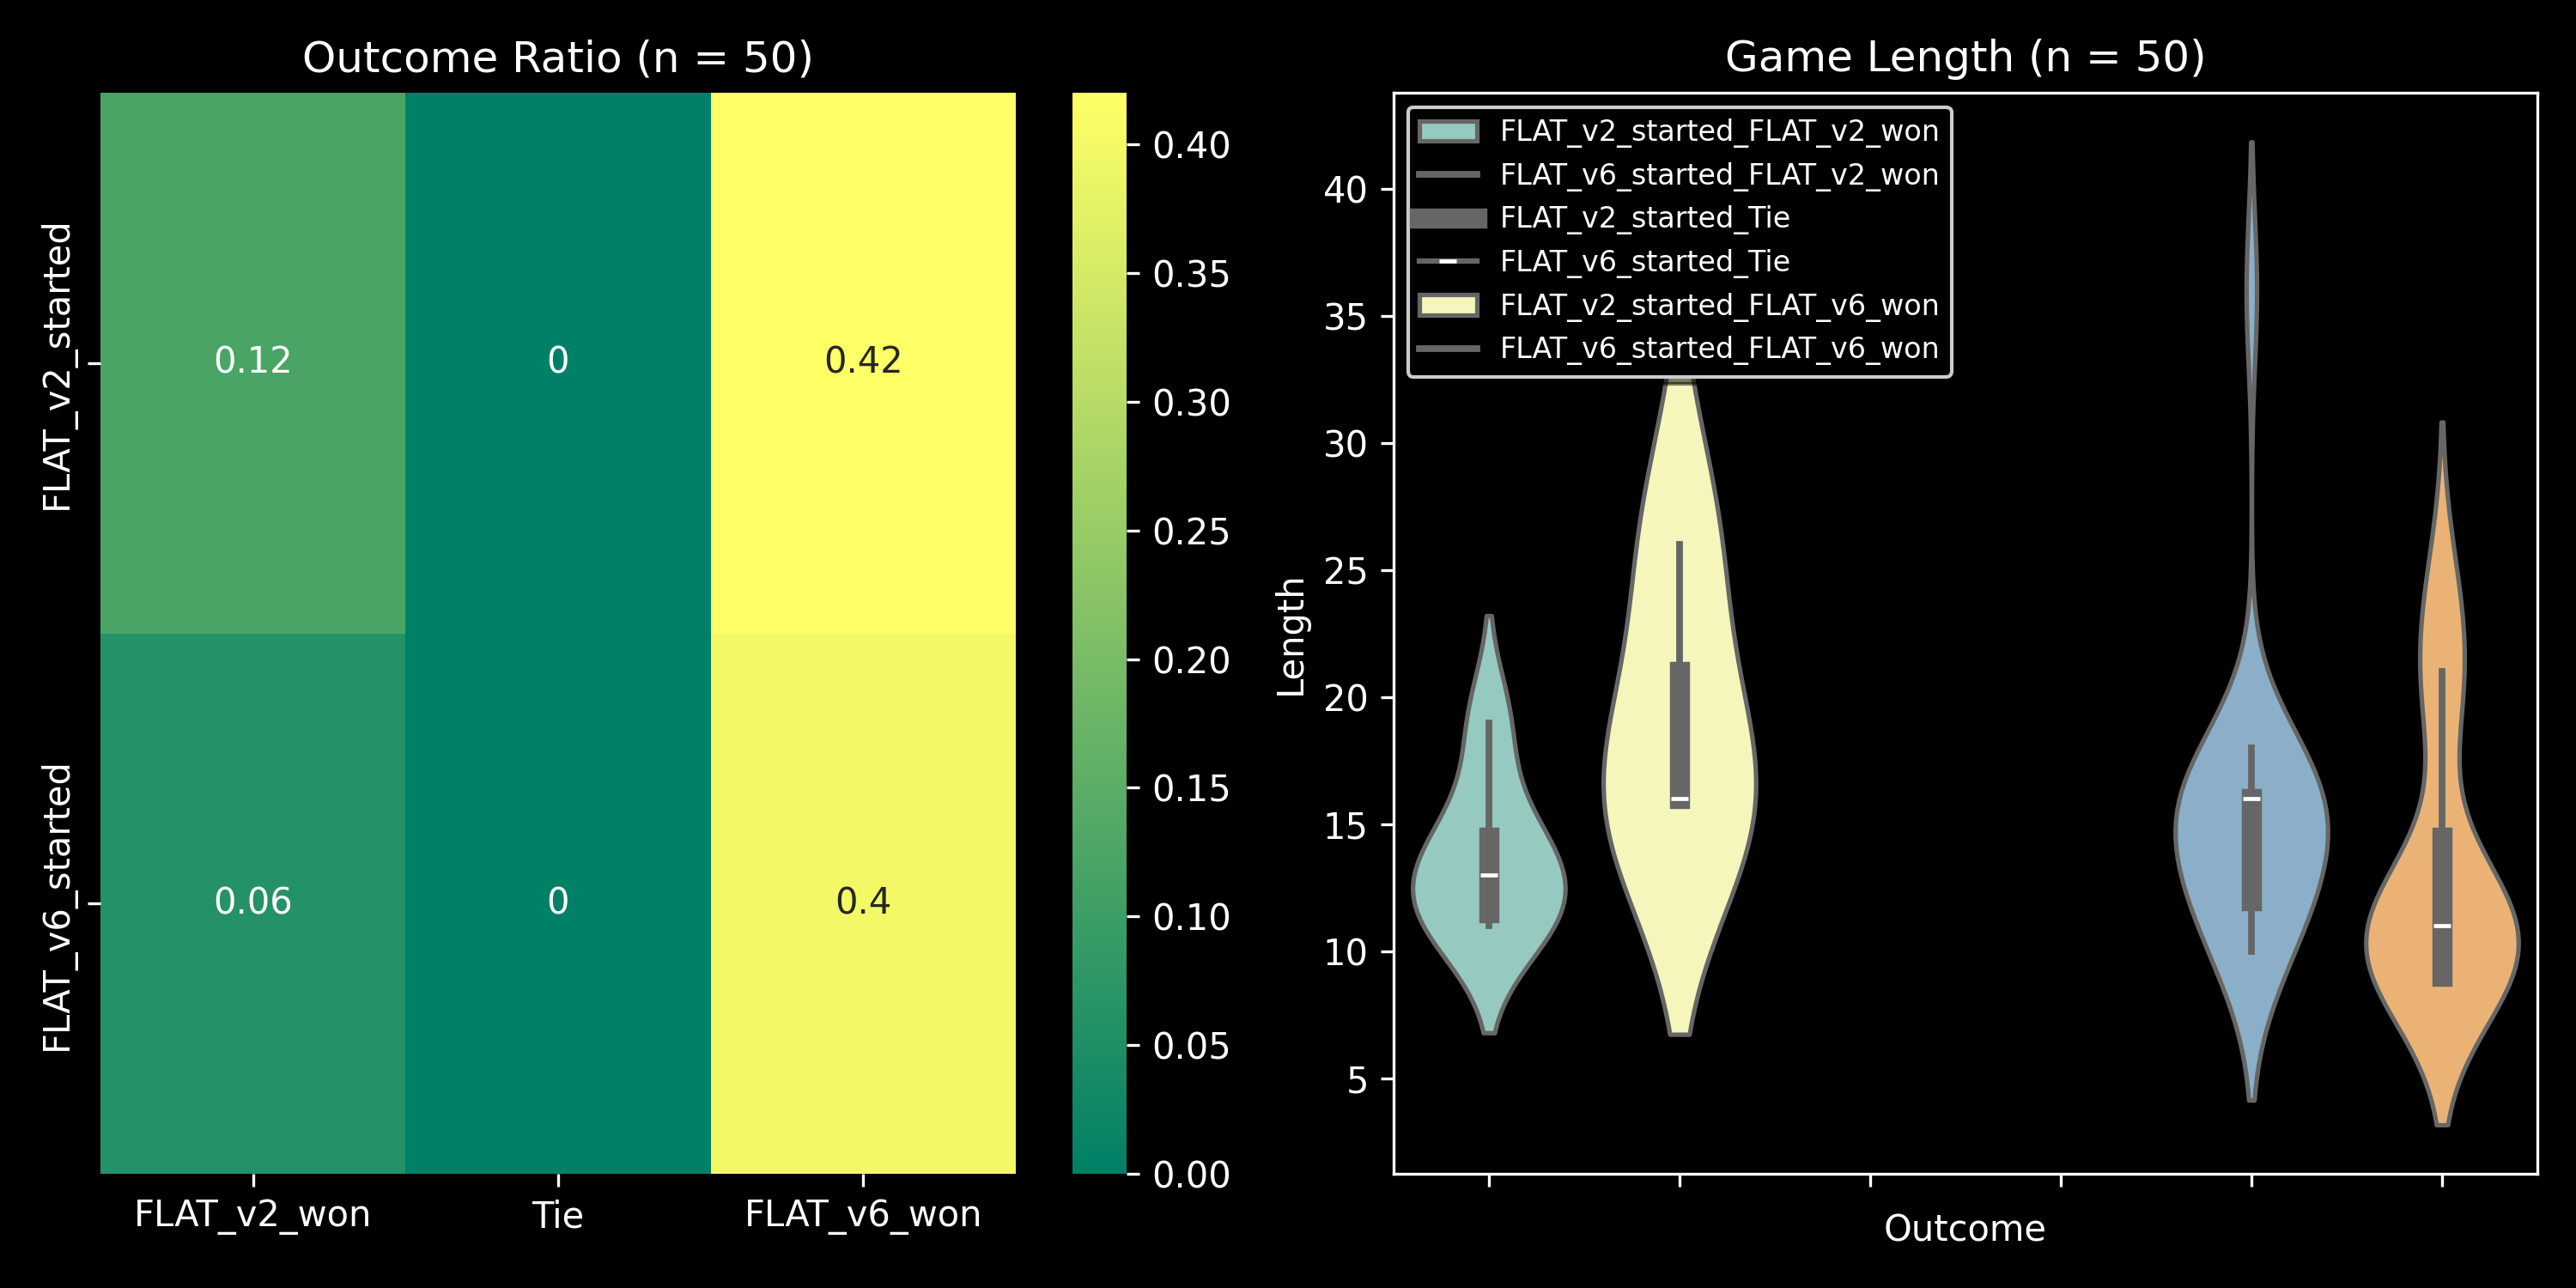 Outcome Ratio (n = 50)
FLAT_v2_started
0.12
0
0.42
FLAT_v6_started
0.06
0
0.4
FLAT_v2_won
Tie
FLAT_v6_won
0.40
0.35
0.30
0.25
0.20
0.15
0.10
0.05
0.00
Game Length (n = 50)
FLAT_v2_started_FLAT_v2_won
FLAT_v6_started_FLAT_v2_won
FLAT_v2_started_Tie
FLAT_v6_started_Tie
FLAT_v2_started_FLAT_v6_won
FLAT_v6_started_FLAT_v6_won
Length
40
35
30
25
20
15
10
5
Outcome